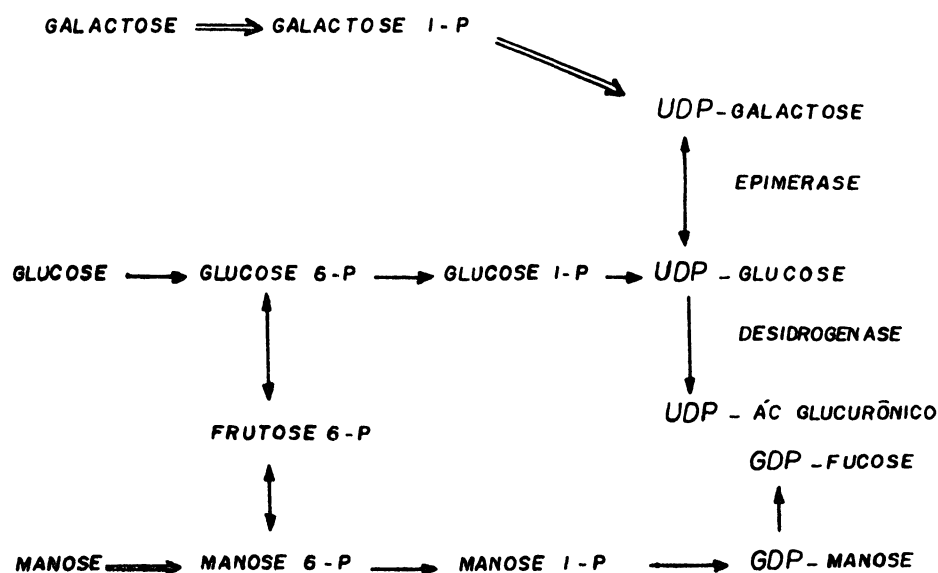 GALACTOSE GALACTOSE 1-P
UDP-GALACTOSE
EPIMERASE
GLUCOSE GLUCOSE 6-P GLUCOSE 1-P UDP - GLUCOSE
DESIDROGENASE
UDP - ÁC GLUCURÔNICO
FRUTOSE 6-P
GDP - FUCOSE
MANOSE MANOSE 6-P MANOSE 1-P GDP-MANOSE